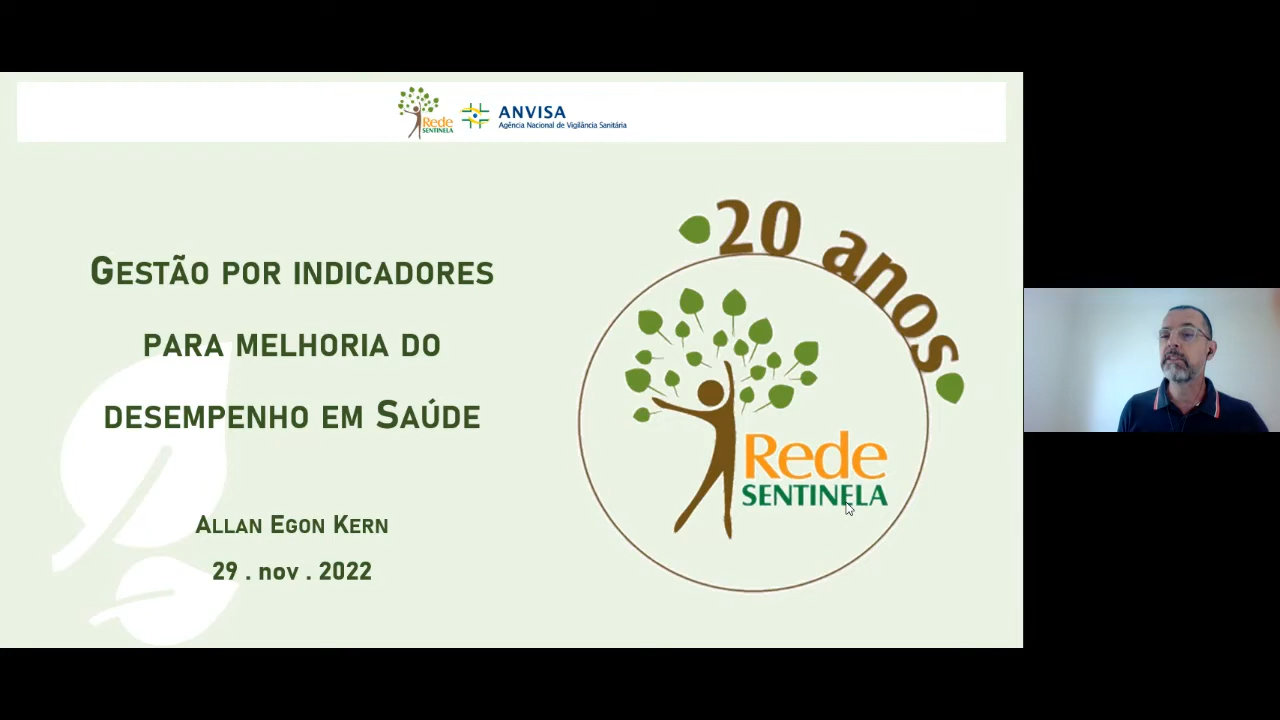 Rede
SENTINELA
ANVISA
Agência Nacional de Vigilância Sanitária
20 anos
GESTÃO POR INDICADORES
PARA MELHORIA DO
DESEMPENHO EM SAÚDE
Rede
SENTINELA
ALLAN EGON KERN
29 . nov . 2022